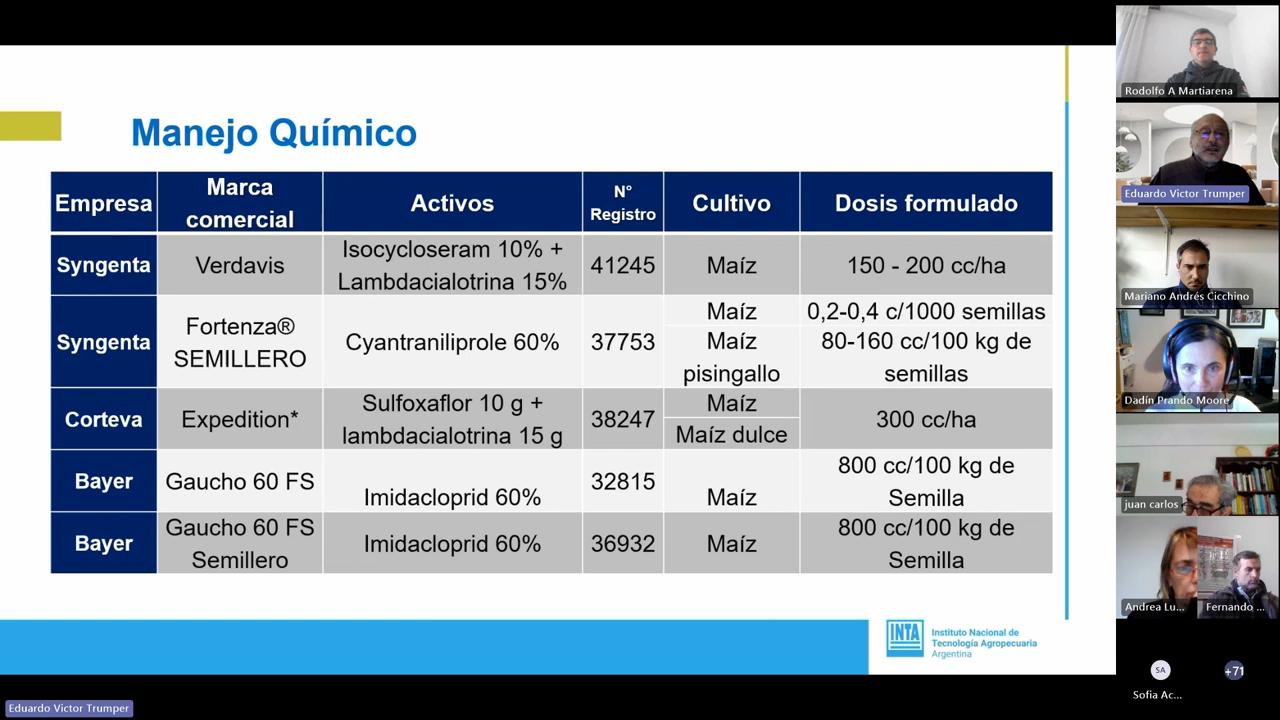 Manejo Químico
Empresa
Marca
comercial
Activos
N°
Registro
Cultivo
Dosis formulado
Syngenta
Verdavis
Isocycloseram 10% +
Lambdacialotrina 15%
41245
Maíz
150 - 200 cc/ha
Syngenta
Fortenza®
SEMILLERO
Cyantraniliprole 60%
37753
Maíz
0,2-0,4 c/1000 semillas
Maíz
pisingallo
80-160 cc/100 kg de
semillas
Corteva
Expedition*
Sulfoxaflor 10 g +
lambdacialotrina 15 g
38247
Maíz
Maíz dulce
300 cc/ha
Bayer
Gaucho 60 FS
Imidacloprid 60%
32815
Maíz
800 cc/100 kg de
Semilla
Bayer
Gaucho 60 FS
Semillero
Imidacloprid 60%
36932
Maíz
800 cc/100 kg de
Semilla
INTA
Instituto Nacional de
Tecnología Agropecuaria
Argentina
Eduardo Victor Trumper
Rodolfo A Martiarena
Eduardo Victor Trumper
Mariano Andrés Cicchino
Dadín Prando Moore
juan carlos
Andrea Lu...
Fernando ...
SA
Sofia Ac...
+71